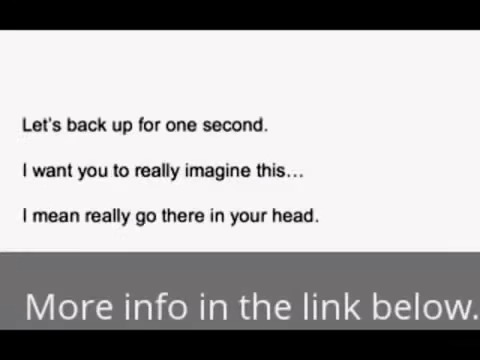 Let's back up for one second.
I want you to really imagine this…
I mean really go there in your head.
More info in the link below.